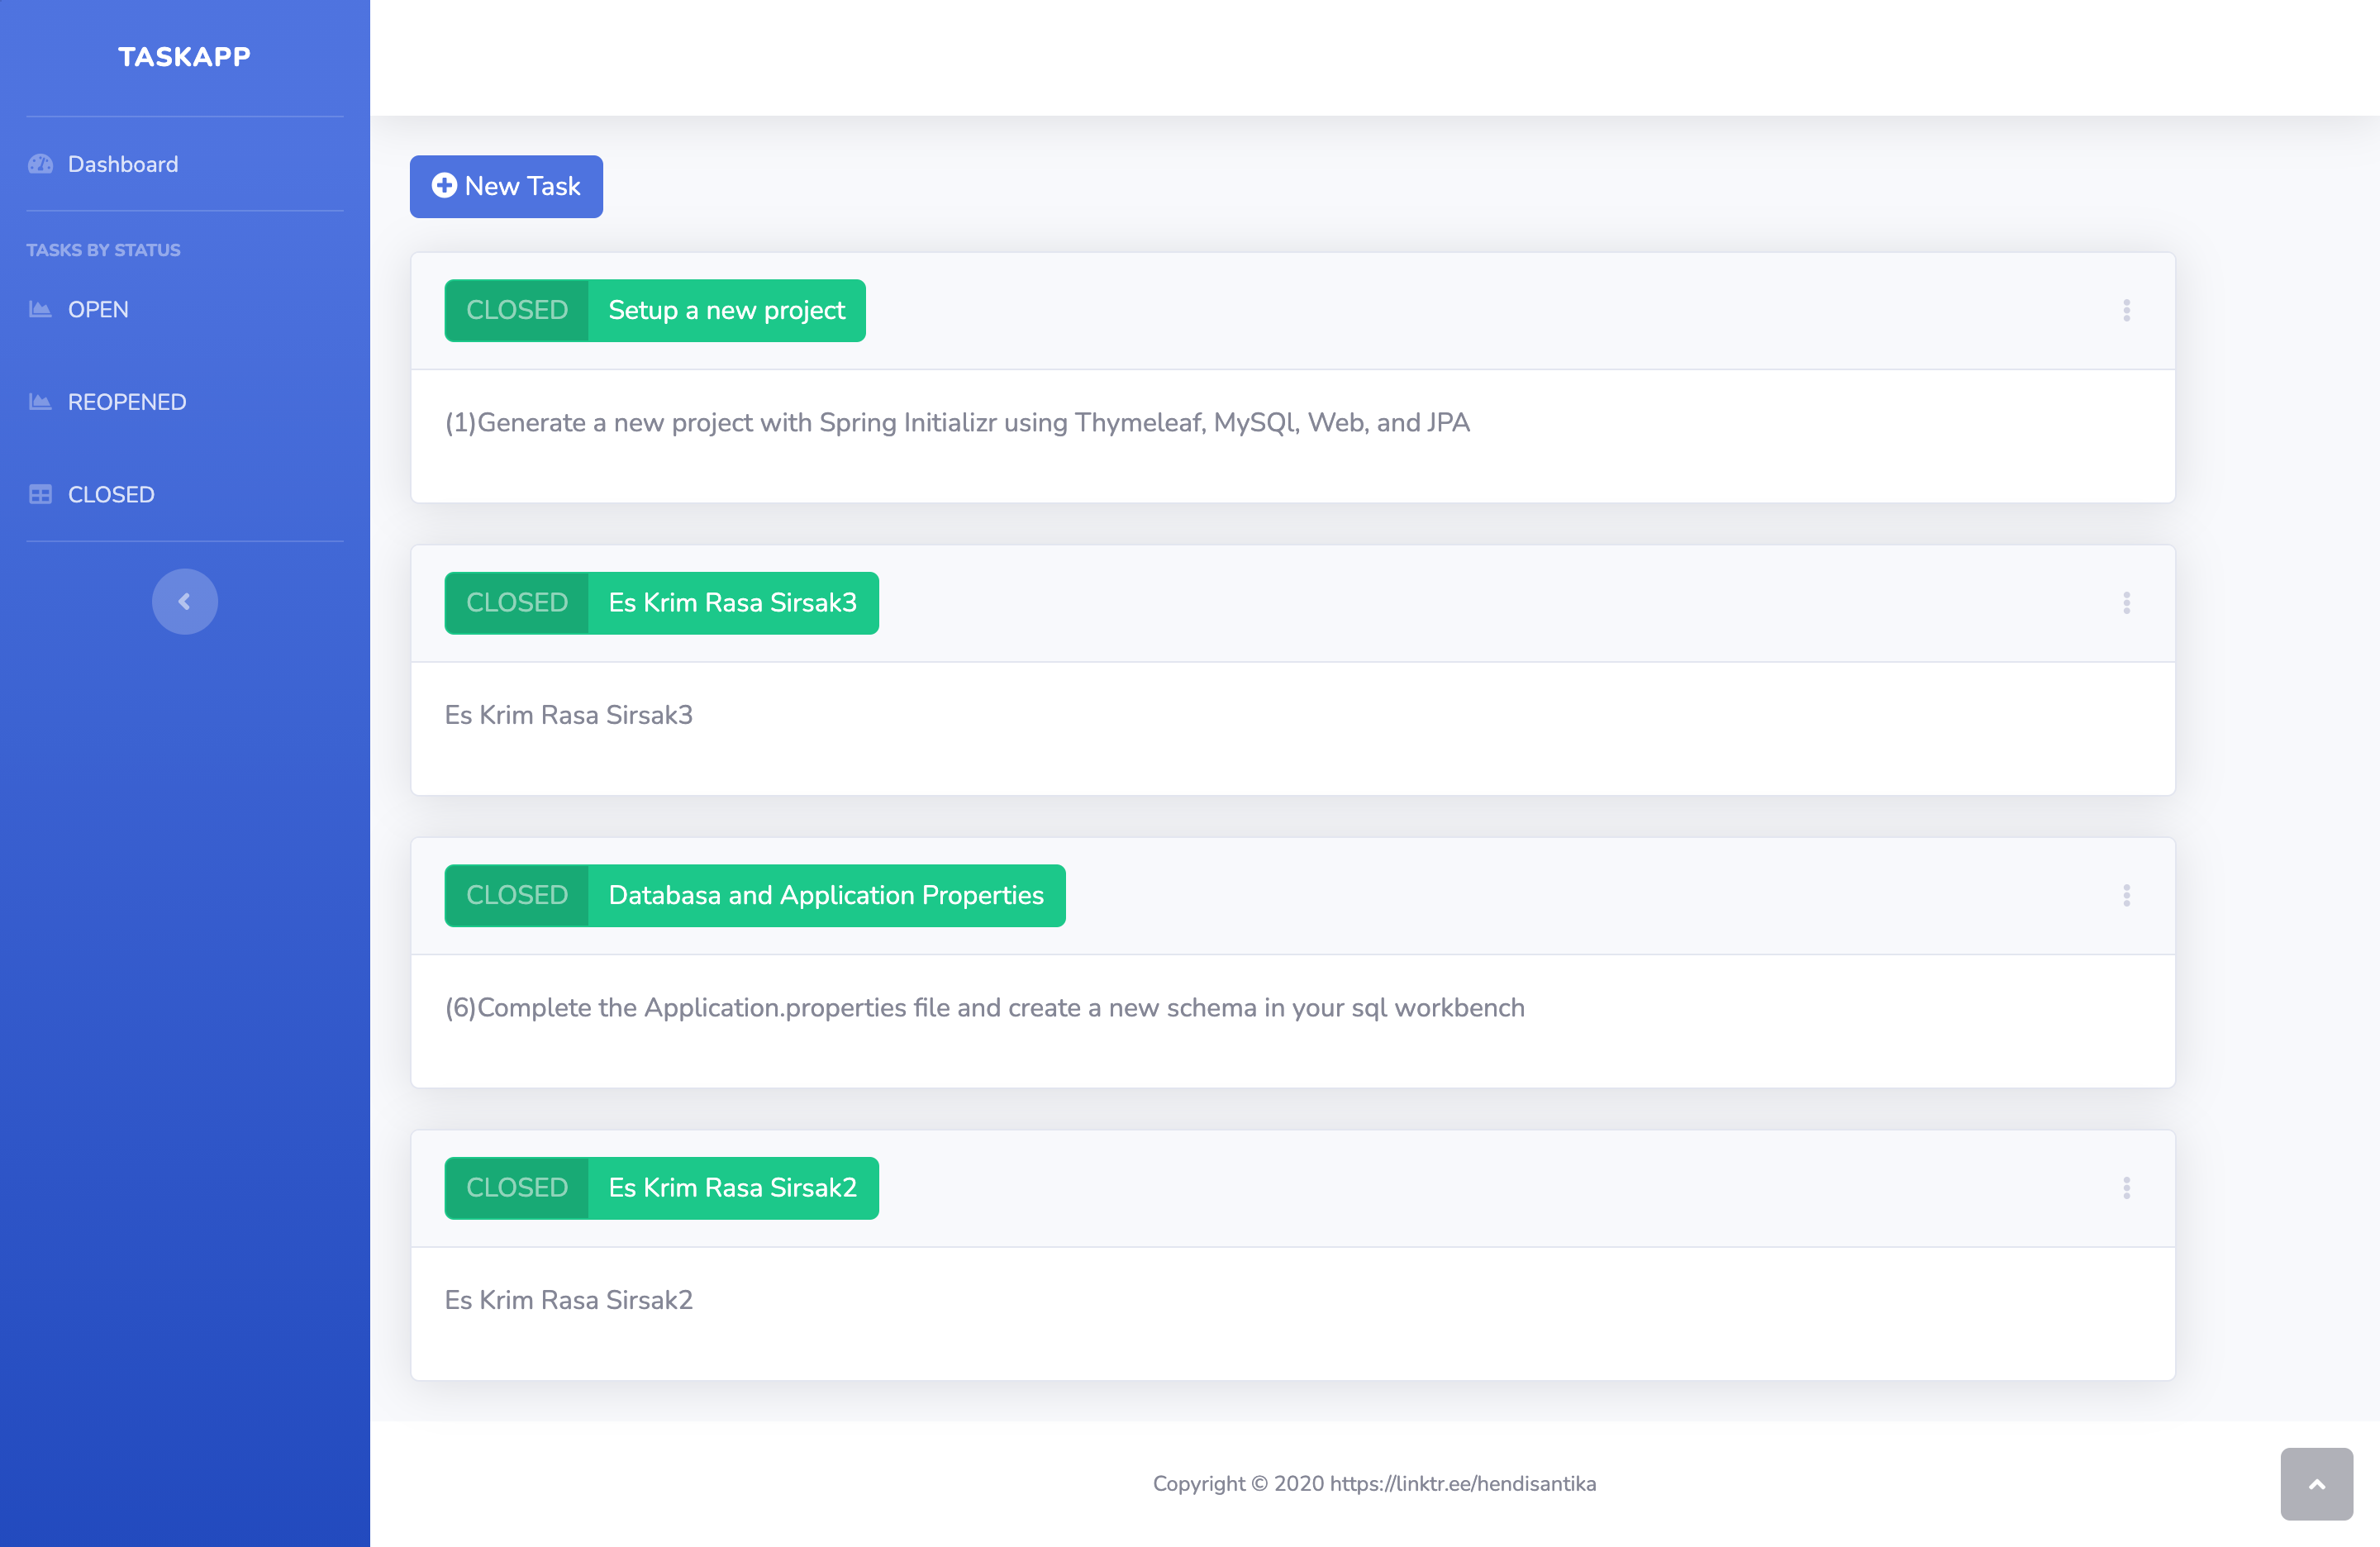 TASKAPP
Dashboard
TASKS BY STATUS
OPEN
REOPENED
CLOSED
New Task
CLOSED Setup a new project
(1)Generate a new project with Spring Initializr using Thymeleaf, MySQl, Web, and JPA
CLOSED Es Krim Rasa Sirsak3
Es Krim Rasa Sirsak3
CLOSED Databasa and Application Properties
(6)Complete the Application.properties file and create a new schema in your sql workbench
CLOSED Es Krim Rasa Sirsak2
Es Krim Rasa Sirsak2
Copyright © 2020 https://linktr.ee/hendisantika